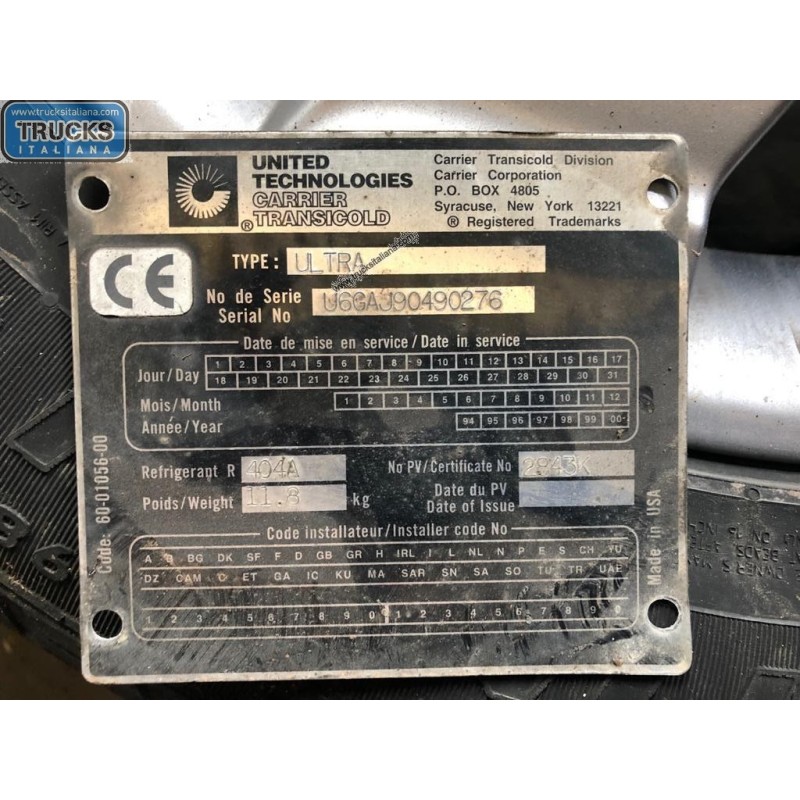 www.trucksitaliana.com
TRUCKS
ITALIANA
UNITED
TECHNOLOGIES
CARRIER
® TRANSICOLD
Carrier Transicold Division
Carrier Corporation
P.O. BOX 4805
Syracuse, New York 13221
® Registered Trademarks
CE
TYPE: ULTRA
No de Serie
Serial No
U6GAJ90490276
Date de mise en service/Date in service
Jour/Day
1 2 3 4 5 6 7 8 9 10 11 12 13 14 15 16 17
18 19 20 21 22 23 24 25 26 27 28 29 30 31
Mois/Month 1 2 3 4 5 6 7 8 9 10 11 12
Année/Year 94 95 96 97 98 99 00
Refrigerant R 404A
No PV/Certificate No 2943K
Poids/Weight 11.8 kg
Date du PV
Date of Issue
Code installateur/Installer code No
A B BG DK SF F D GB GR H IRL I L NL N P E S CH YU
DZ CAM C ET GA IC KU MA SAR SN SA SO TU TR UAE
1 2 3 4 5 6 7 8 9 0 1 2 3 4 5 6 7 8 9 0
Code: 60-01056-00
Made in USA